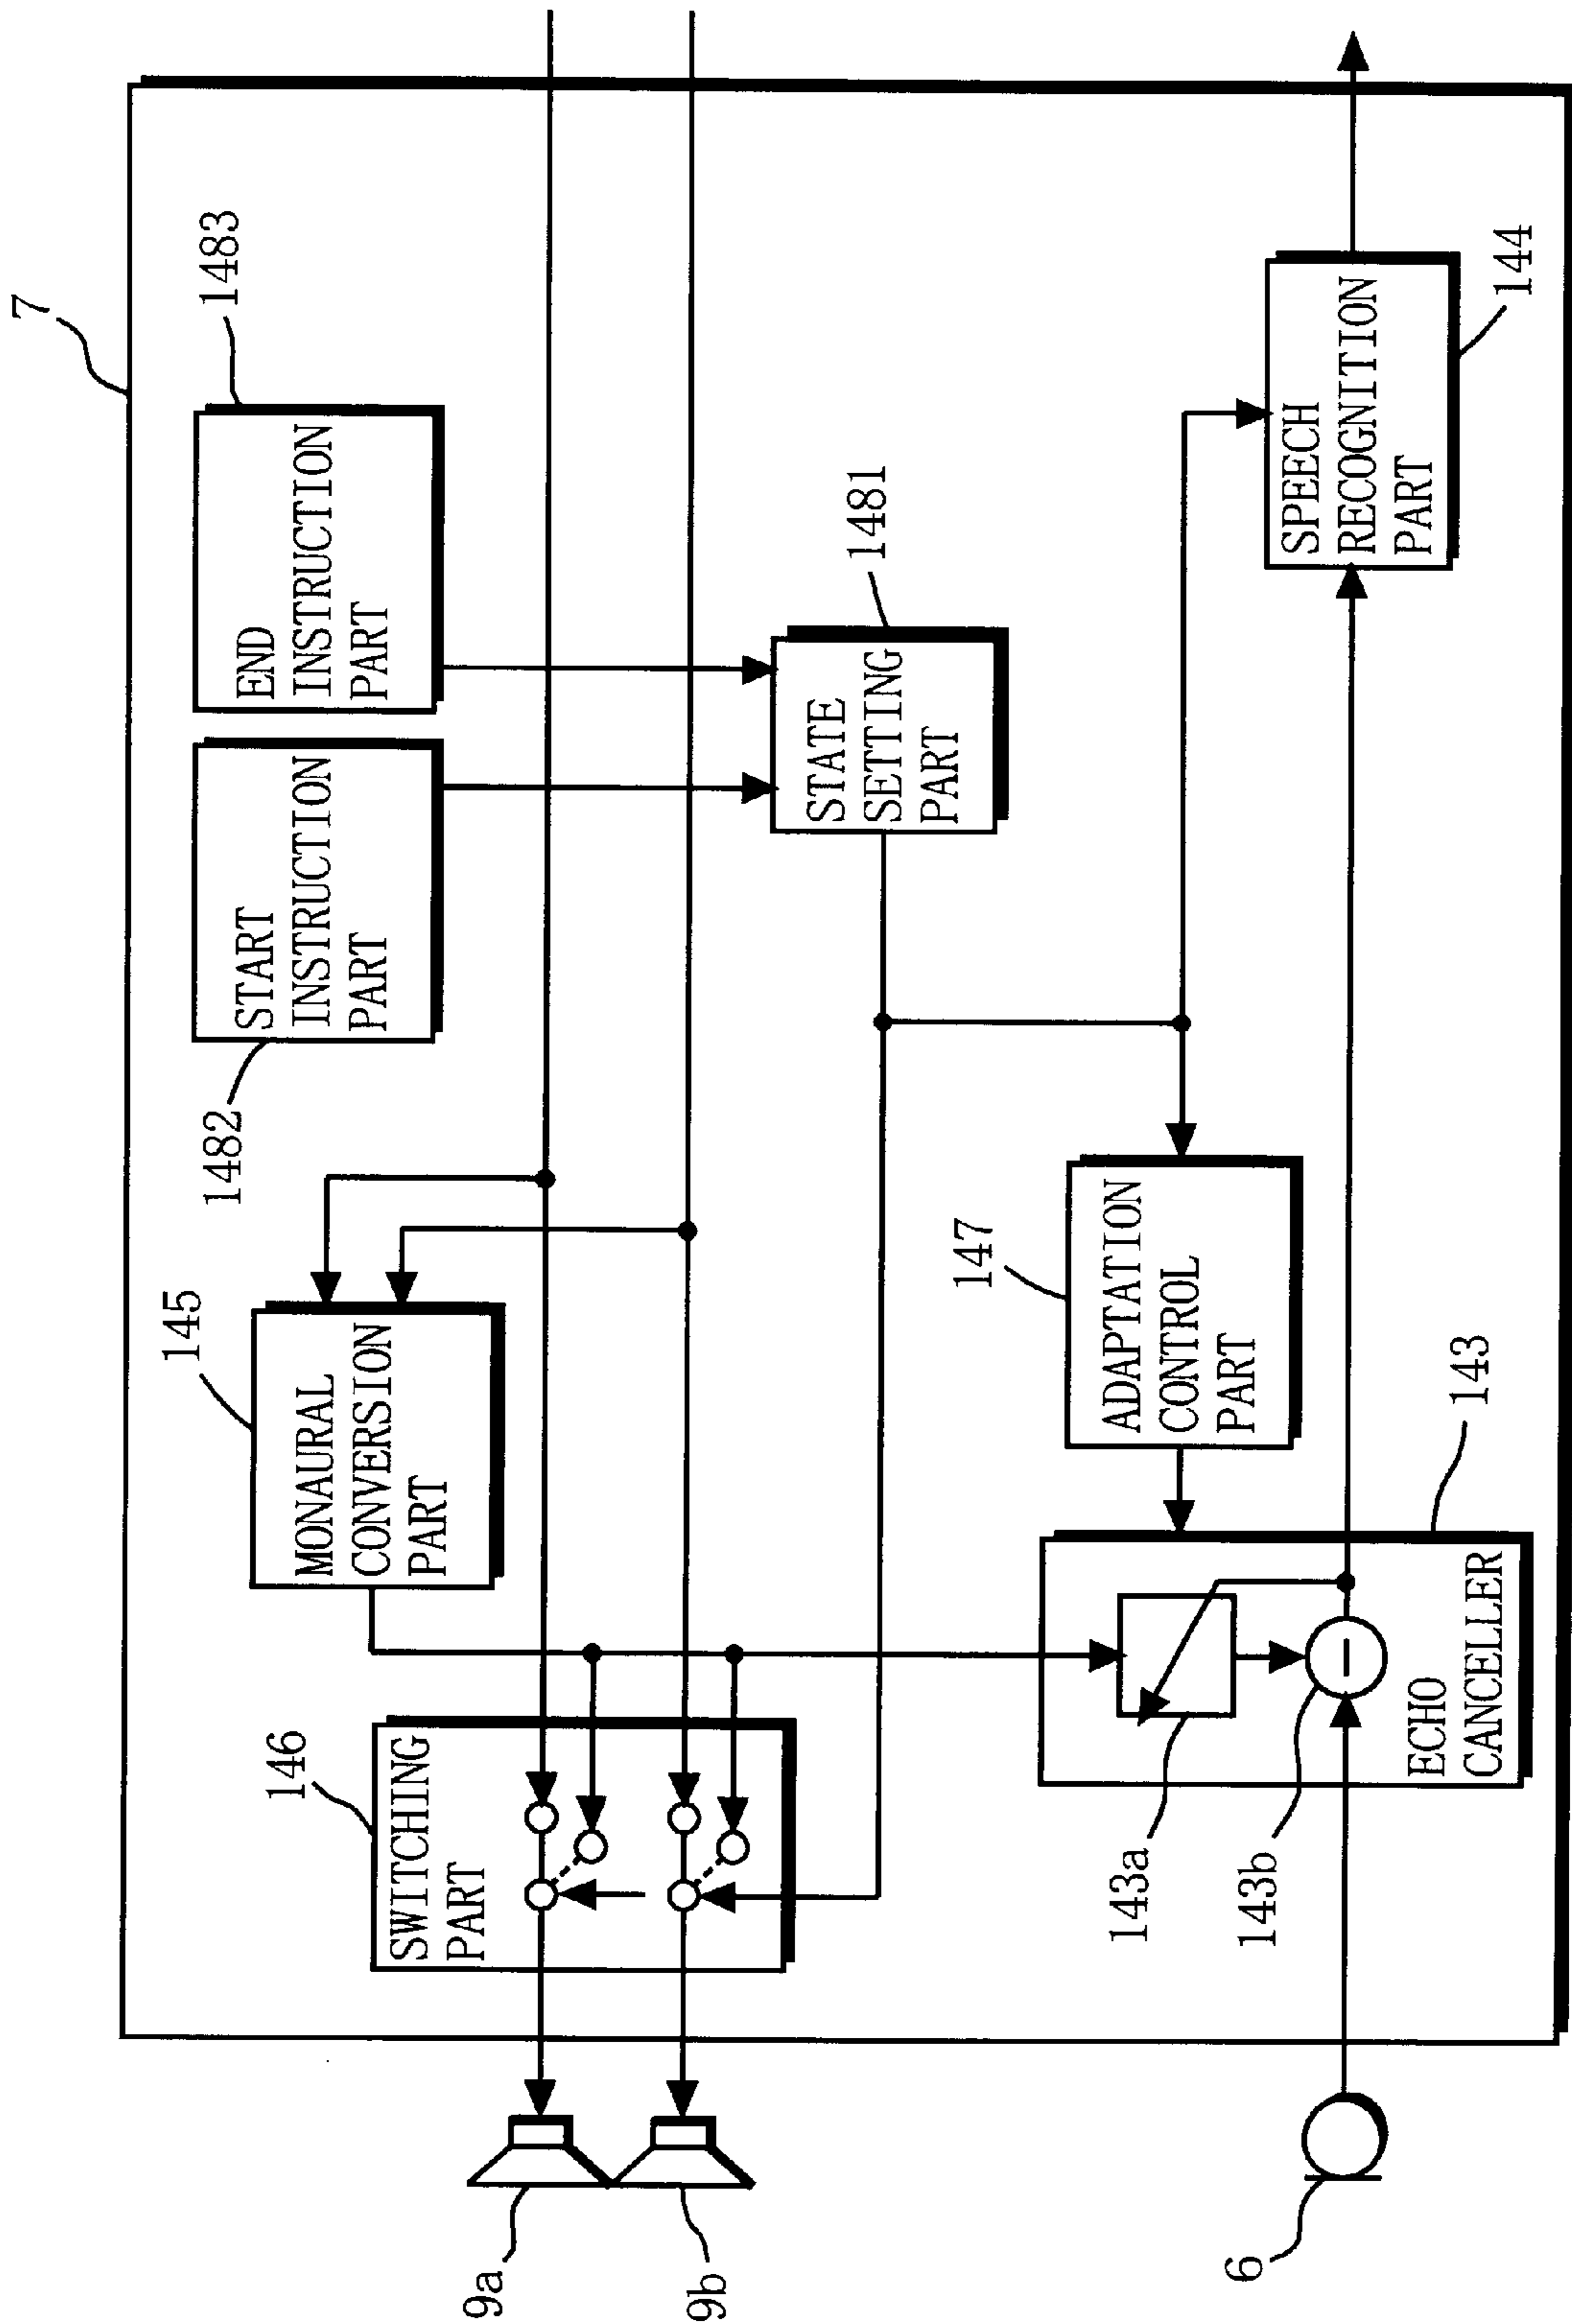 7
1483
END
INSTRUCTION
PART
START
INSTRUCTION
PART
1482
145
MONAURAL
CONVERSION
PART
146
SWITCHING
PART
STATE
SETTING
PART
1481
9a
9b
147
ADAPTATION
CONTROL
PART
SPEECH
RECOGNITION
PART
144
143a
143b
ECHO
CANCELLER
143
6